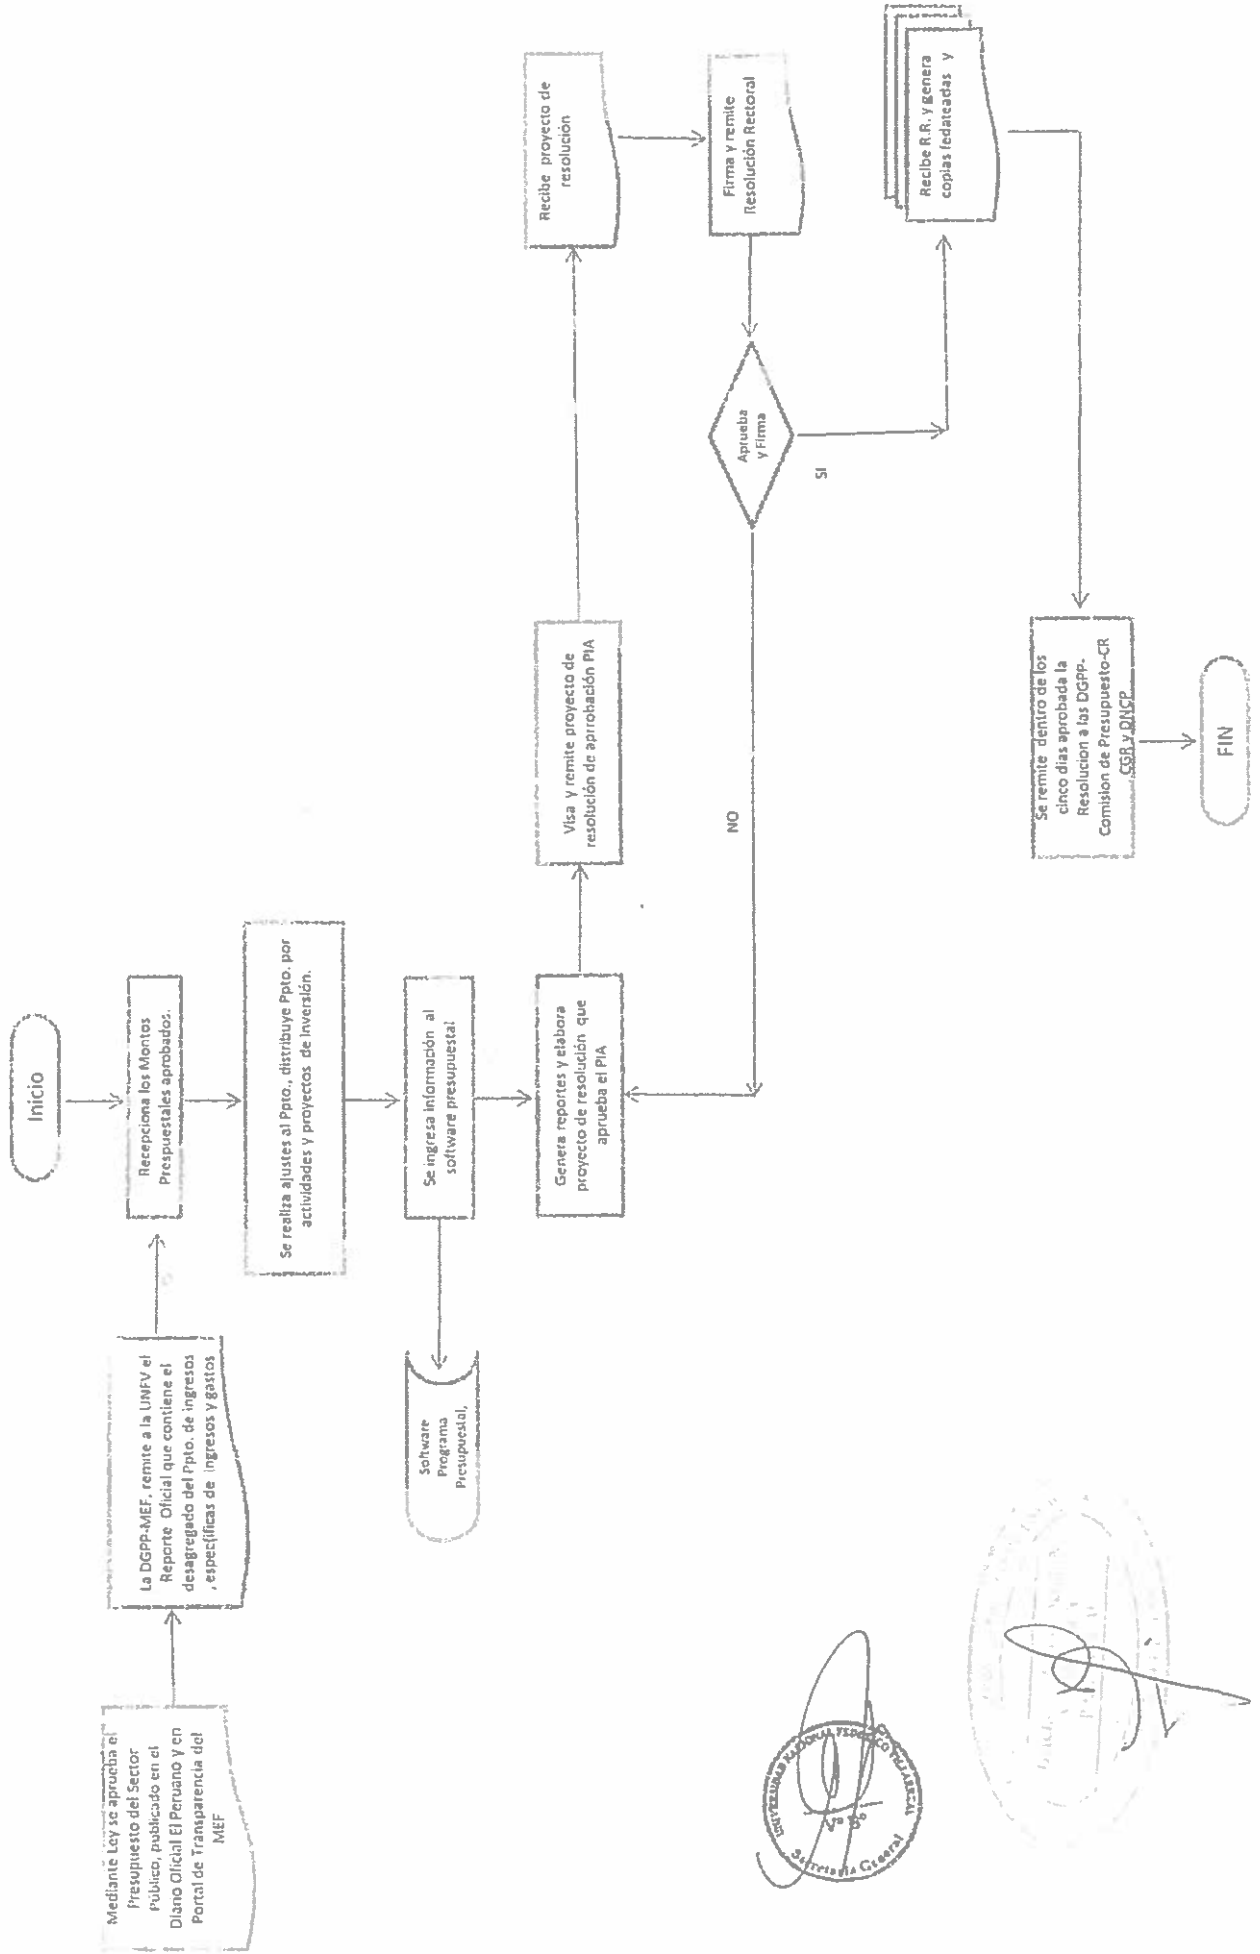 Inicio
Mediante Ley se aprueba el
Presupuesto del Sector
Público, publicado en el
Diario Oficial El Peruano y en
Portal de Transparencia del
MEF
La DGPP-MEF, remite a la UNFV el
Reporte Oficial que contiene el
desagregado del Ppto. de ingresos
, específicas de ingresos y gastos
Recepciona los Montos
Prespuestales aprobados.
Se realiza ajustes al Ppto., distribuye Ppto. por
actividades y proyectos de Inversión.
Software
Programa
Presupuestal,
Se ingresa información al
software presupuestal
Genera reportes y elabora
proyecto de resolución que
aprueba el PIA
Visa y remite proyecto de
resolución de aprrobación PIA
Recibe proyecto de
resolución
Firma y remite
Resolución Rectoral
Aprueba
y Firma
NO
SI
Recibe R.R. y genera
copias fedateadas y
Se remite dentro de los
cinco dias aprobada la
Resolucion a las DGPP-
Comision de Presupuesto-CR
CGR y DNCP
FIN
UNIVERSIDAD NACIONAL FEDERICO VILLARREAL
Vº Bº
Secretaría General